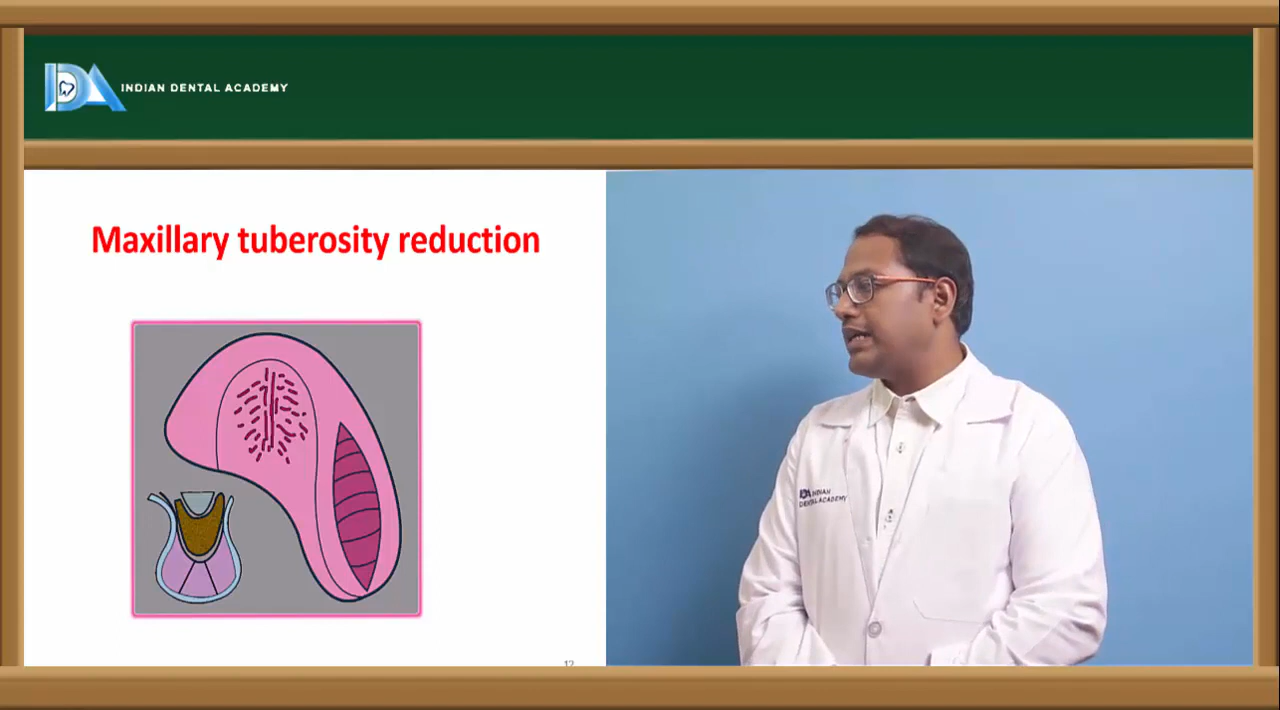 INDIAN DENTAL ACADEMY
Maxillary tuberosity reduction
INDIAN
DENTAL ACADEMY
12